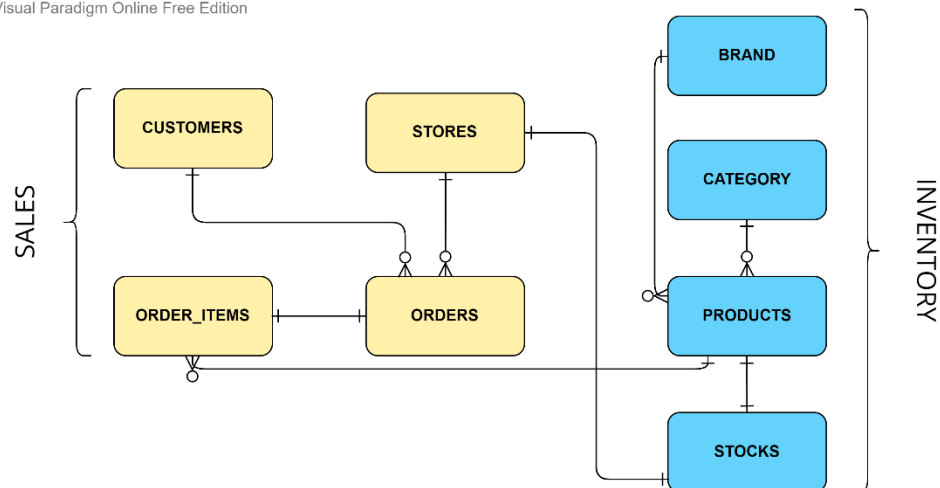 Visual Paradigm Online Free Edition
BRAND
CUSTOMERS
STORES
CATEGORY
SALES
INVENTORY
ORDER_ITEMS
ORDERS
PRODUCTS
STOCKS